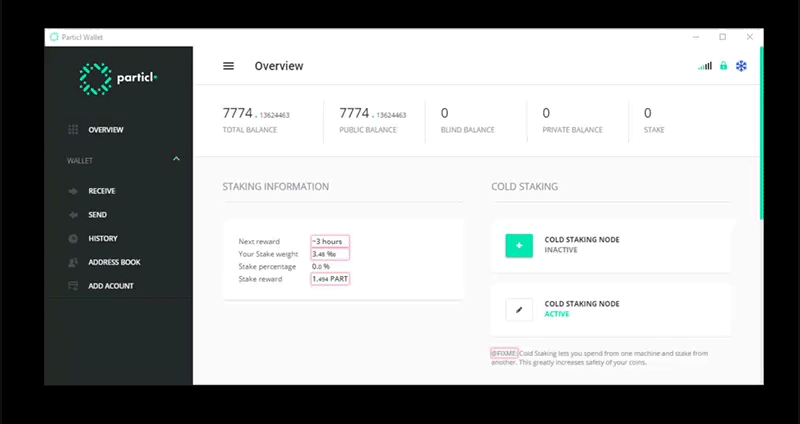 Particl Wallet
particl
Overview
7774 . 13624463
TOTAL BALANCE
7774 . 13624463
PUBLIC BALANCE
0
BLIND BALANCE
0
PRIVATE BALANCE
0
STAKE
OVERVIEW
WALLET
RECEIVE
SEND
HISTORY
ADDRESS BOOK
ADD ACOUNT
STAKING INFORMATION
Next reward ~3 hours
Your Stake weight 3.48 %
Stake percentage 0.0 %
Stake reward 1.494 PART
COLD STAKING
COLD STAKING NODE
INACTIVE
COLD STAKING NODE
ACTIVE
@FIXME: Cold Staking lets you spend from one machine and stake from
another. This greatly increases safety of your coins.